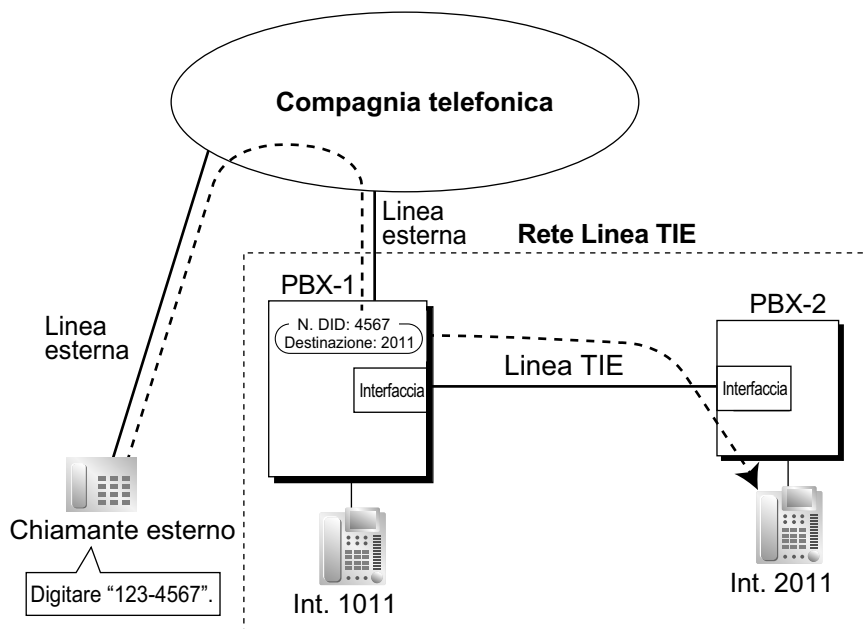 Compagnia telefonica
Linea
esterna
Rete Linea TIE
PBX-1
PBX-2
Linea
esterna
N. DID: 4567
Destinazione: 2011
Linea TIE
Interfaccia
Interfaccia
Chiamante esterno
Digitare “123-4567”.
Int. 1011
Int. 2011